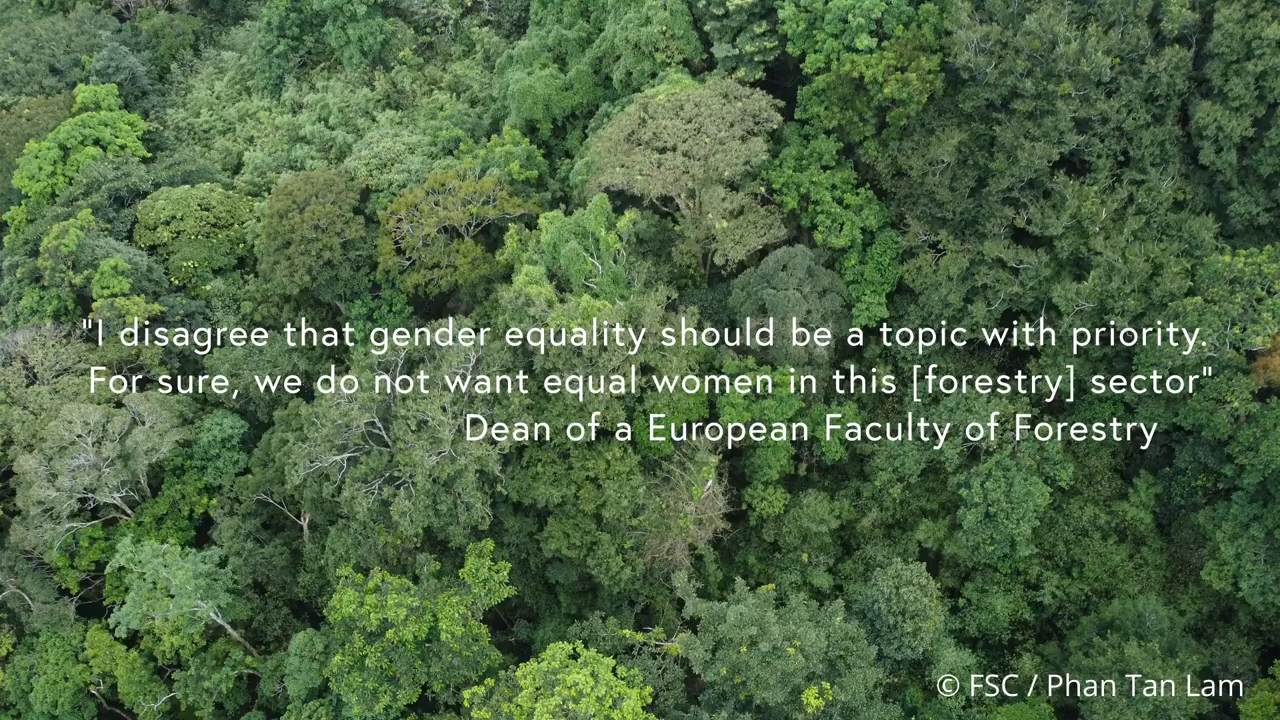 "I disagree that gender equality should be a topic with priority.
For sure, we do not want equal women in this [forestry] sector"
Dean of a European Faculty of Forestry
© FSC / Phan Tan Lam